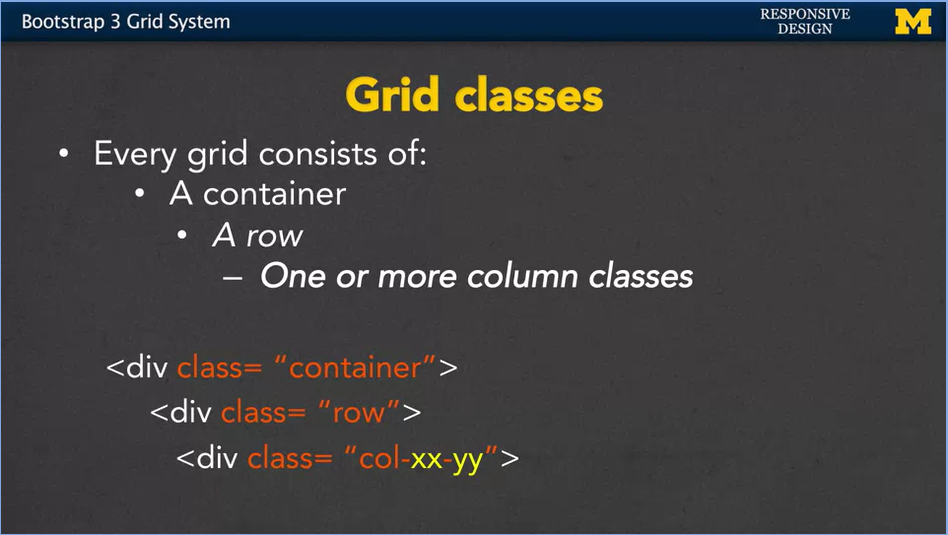 Bootstrap 3 Grid System
RESPONSIVE
DESIGN
M
Grid classes
• Every grid consists of:
• A container
• A row
– One or more column classes
<div class= “container”>
<div class= “row”>
<div class= “col-xx-yy”>